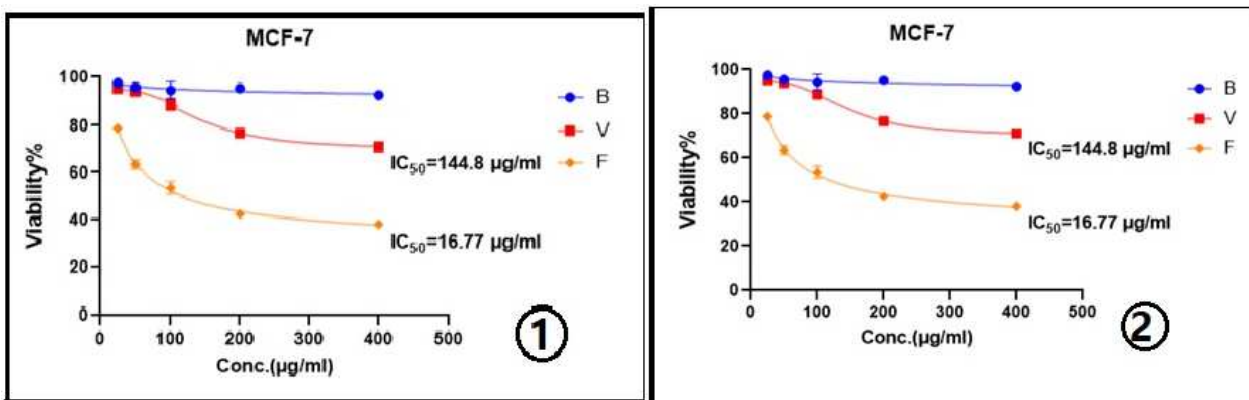 MCF-7
100
80
60
40
20
0
Viability%
0 100 200 300 400 500
Conc.(µg/ml)
B
V
F
IC50=144.8 µg/ml
IC50=16.77 µg/ml
1
MCF-7
100
80
60
40
20
0
Viability%
0 100 200 300 400 500
Conc.(µg/ml)
B
V
F
IC50=144.8 µg/ml
IC50=16.77 µg/ml
2